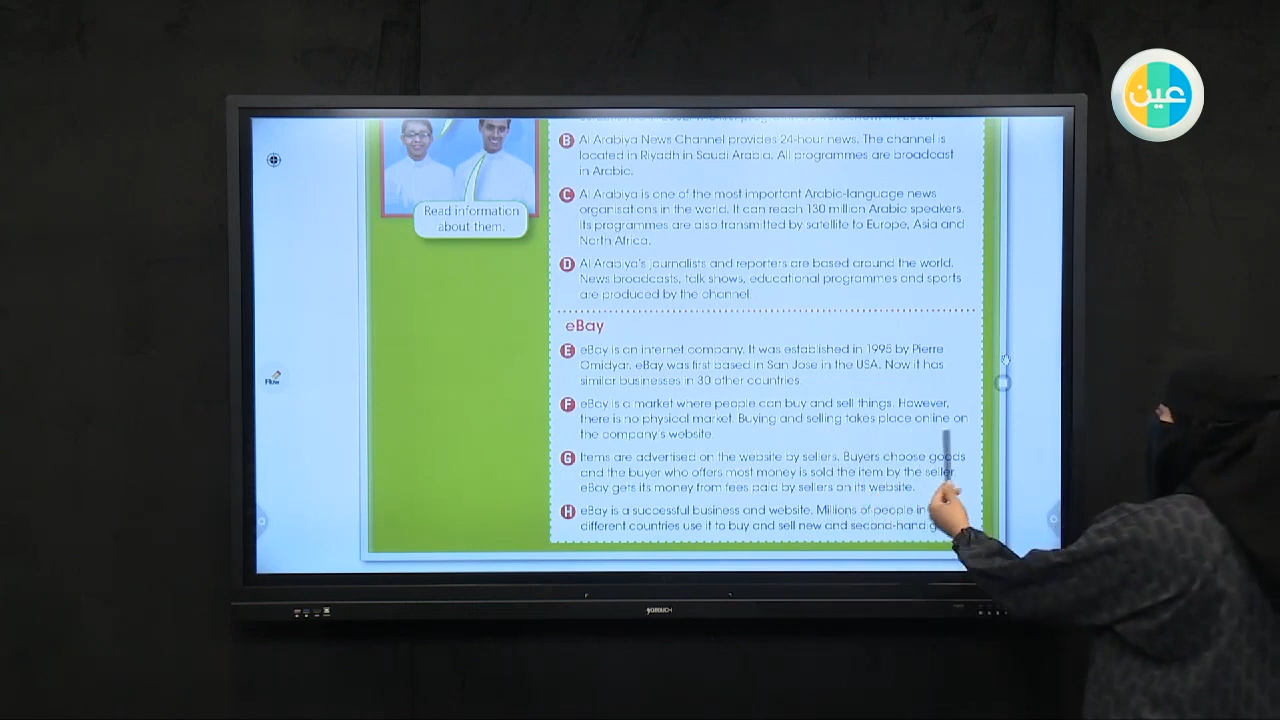 عين
B Al Arabiya News Channel provides 24-hour news. The channel is
located in Riyadh in Saudi Arabia. All programmes are broadcast
in Arabic.
C Al Arabiya is one of the most important Arabic-language news
organisations in the world. It can reach 130 million Arabic speakers.
Its programmes are also transmitted by satellite to Europe, Asia and
North Africa.
Read information
about them.
D Al Arabiya's journalists and reporters are based around the world.
News broadcasts, talk shows, educational programmes and sports
are produced by the channel.
eBay
E eBay is an internet company. It was established in 1995 by Pierre
Omidyar. eBay was first based in San Jose in the USA. Now it has
similar businesses in 30 other countries.
F eBay is a market where people can buy and sell things. However,
there is no physical market. Buying and selling takes place online on
the company's website.
G Items are advertised on the website by sellers. Buyers choose goods
and the buyer who offers most money is sold the item by the seller.
eBay gets its money from fees paid by sellers on its website.
H eBay is a successful business and website. Millions of people in
different countries use it to buy and sell new and second-hand
Flow